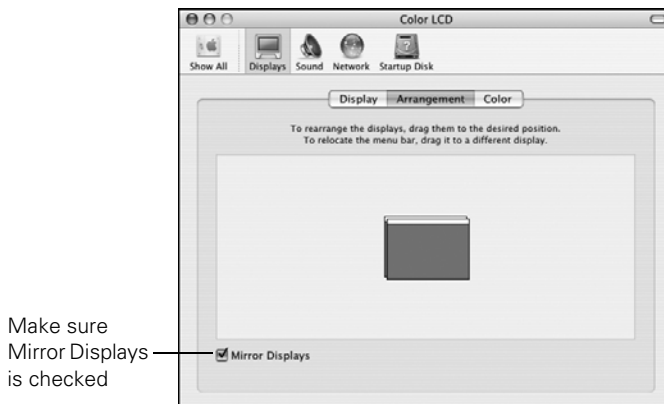 Color LCD
Show All Displays Sound Network Startup Disk
Display Arrangement Color
To rearrange the displays, drag them to the desired position.
To relocate the menu bar, drag it to a different display.
Make sure
Mirror Displays
is checked
Mirror Displays